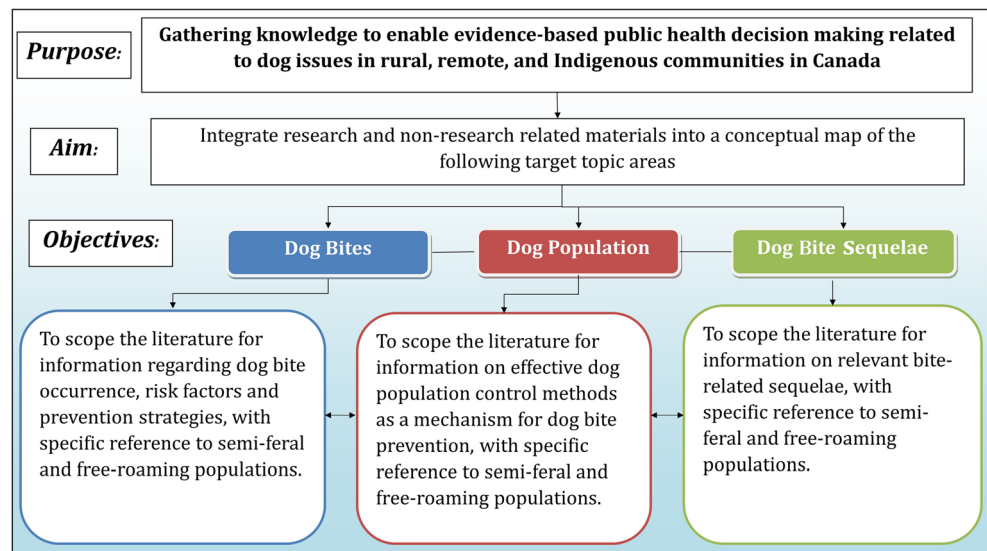 Purpose:
Gathering knowledge to enable evidence-based public health decision making related
to dog issues in rural, remote, and Indigenous communities in Canada
Aim:
Integrate research and non-research related materials into a conceptual map of the
following target topic areas
Objectives:
Dog Bites
Dog Population
Dog Bite Sequelae
To scope the literature for
information regarding dog bite
occurrence, risk factors and
prevention strategies, with
specific reference to semi-feral
and free-roaming populations.
To scope the literature for
information on effective dog
population control methods
as a mechanism for dog bite
prevention, with specific
reference to semi-feral and
free-roaming populations.
To scope the literature for
information on relevant bite-
related sequelae, with
specific reference to semi-
feral and free-roaming
populations.